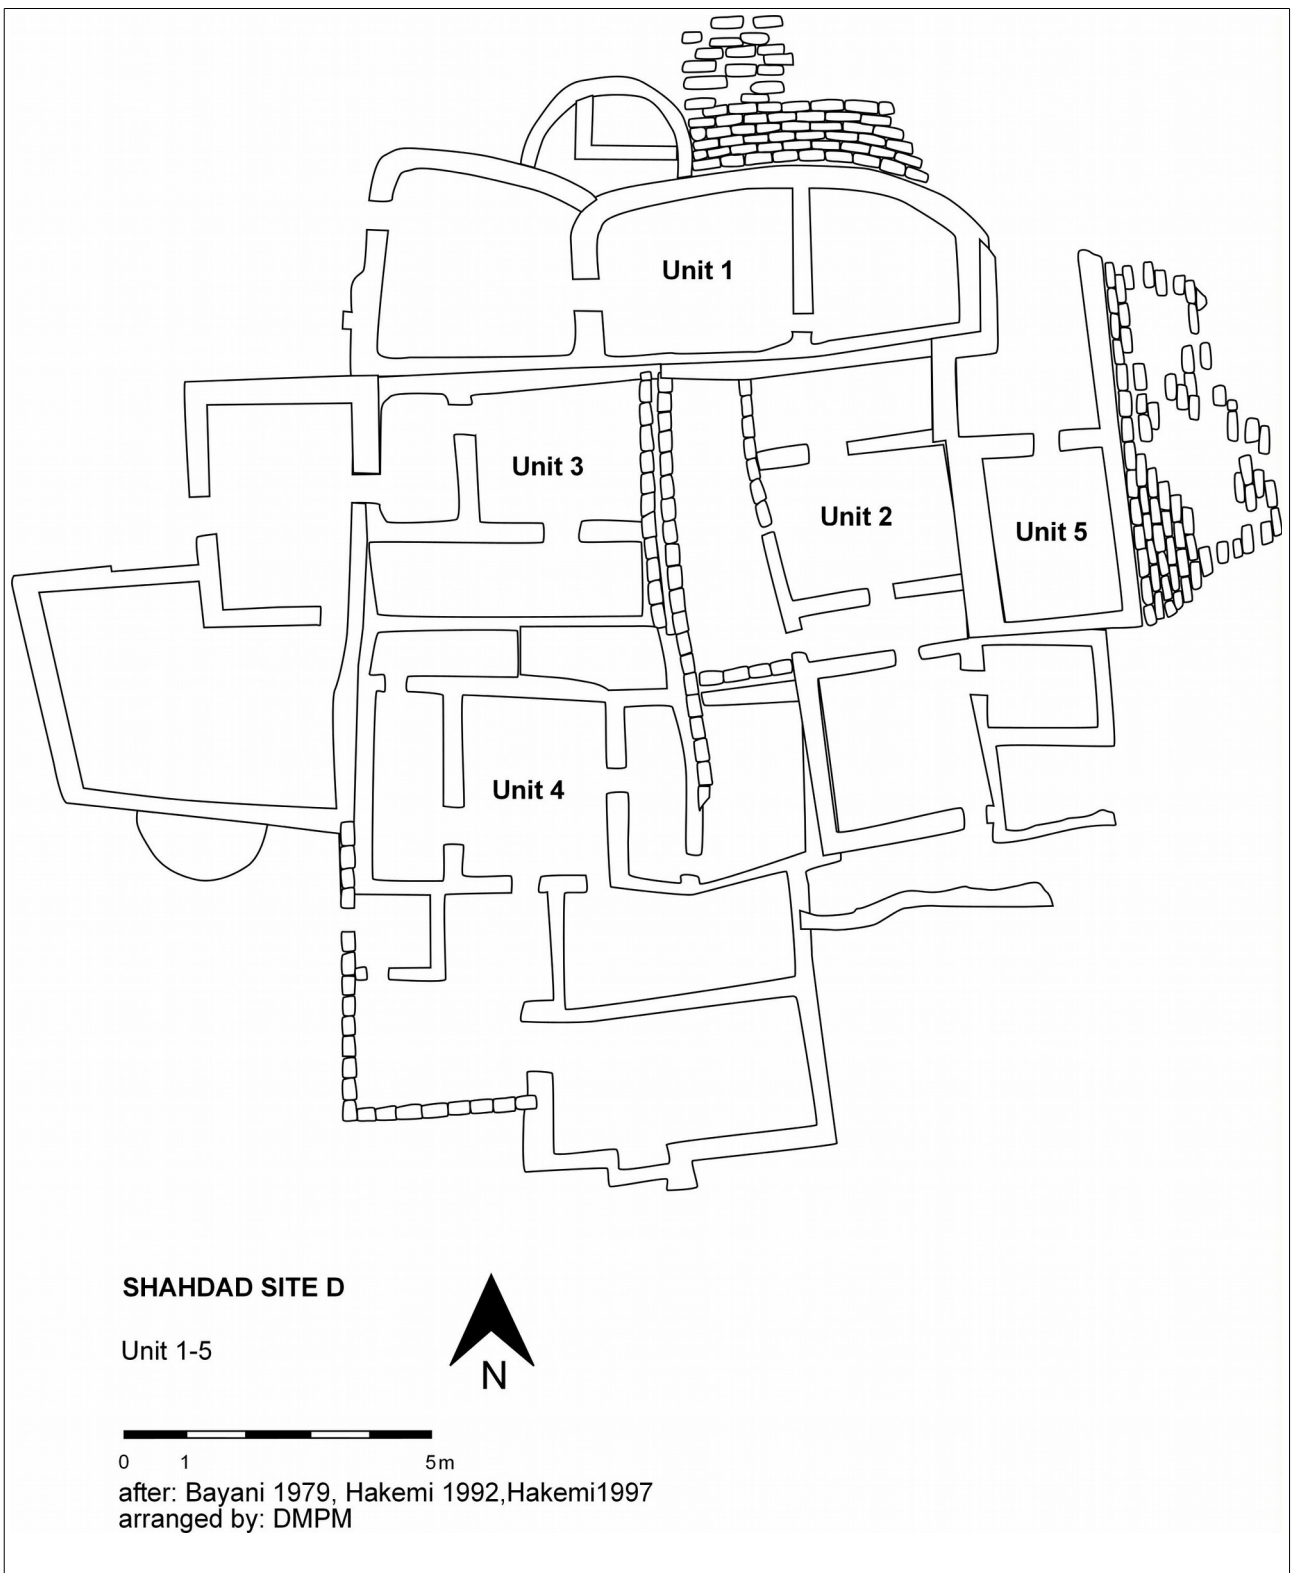 Unit 1
Unit 3
Unit 2
Unit 5
Unit 4
SHAHDAD SITE D
Unit 1-5
N
0 1 5m
after: Bayani 1979, Hakemi 1992,Hakemi1997
arranged by: DMPM